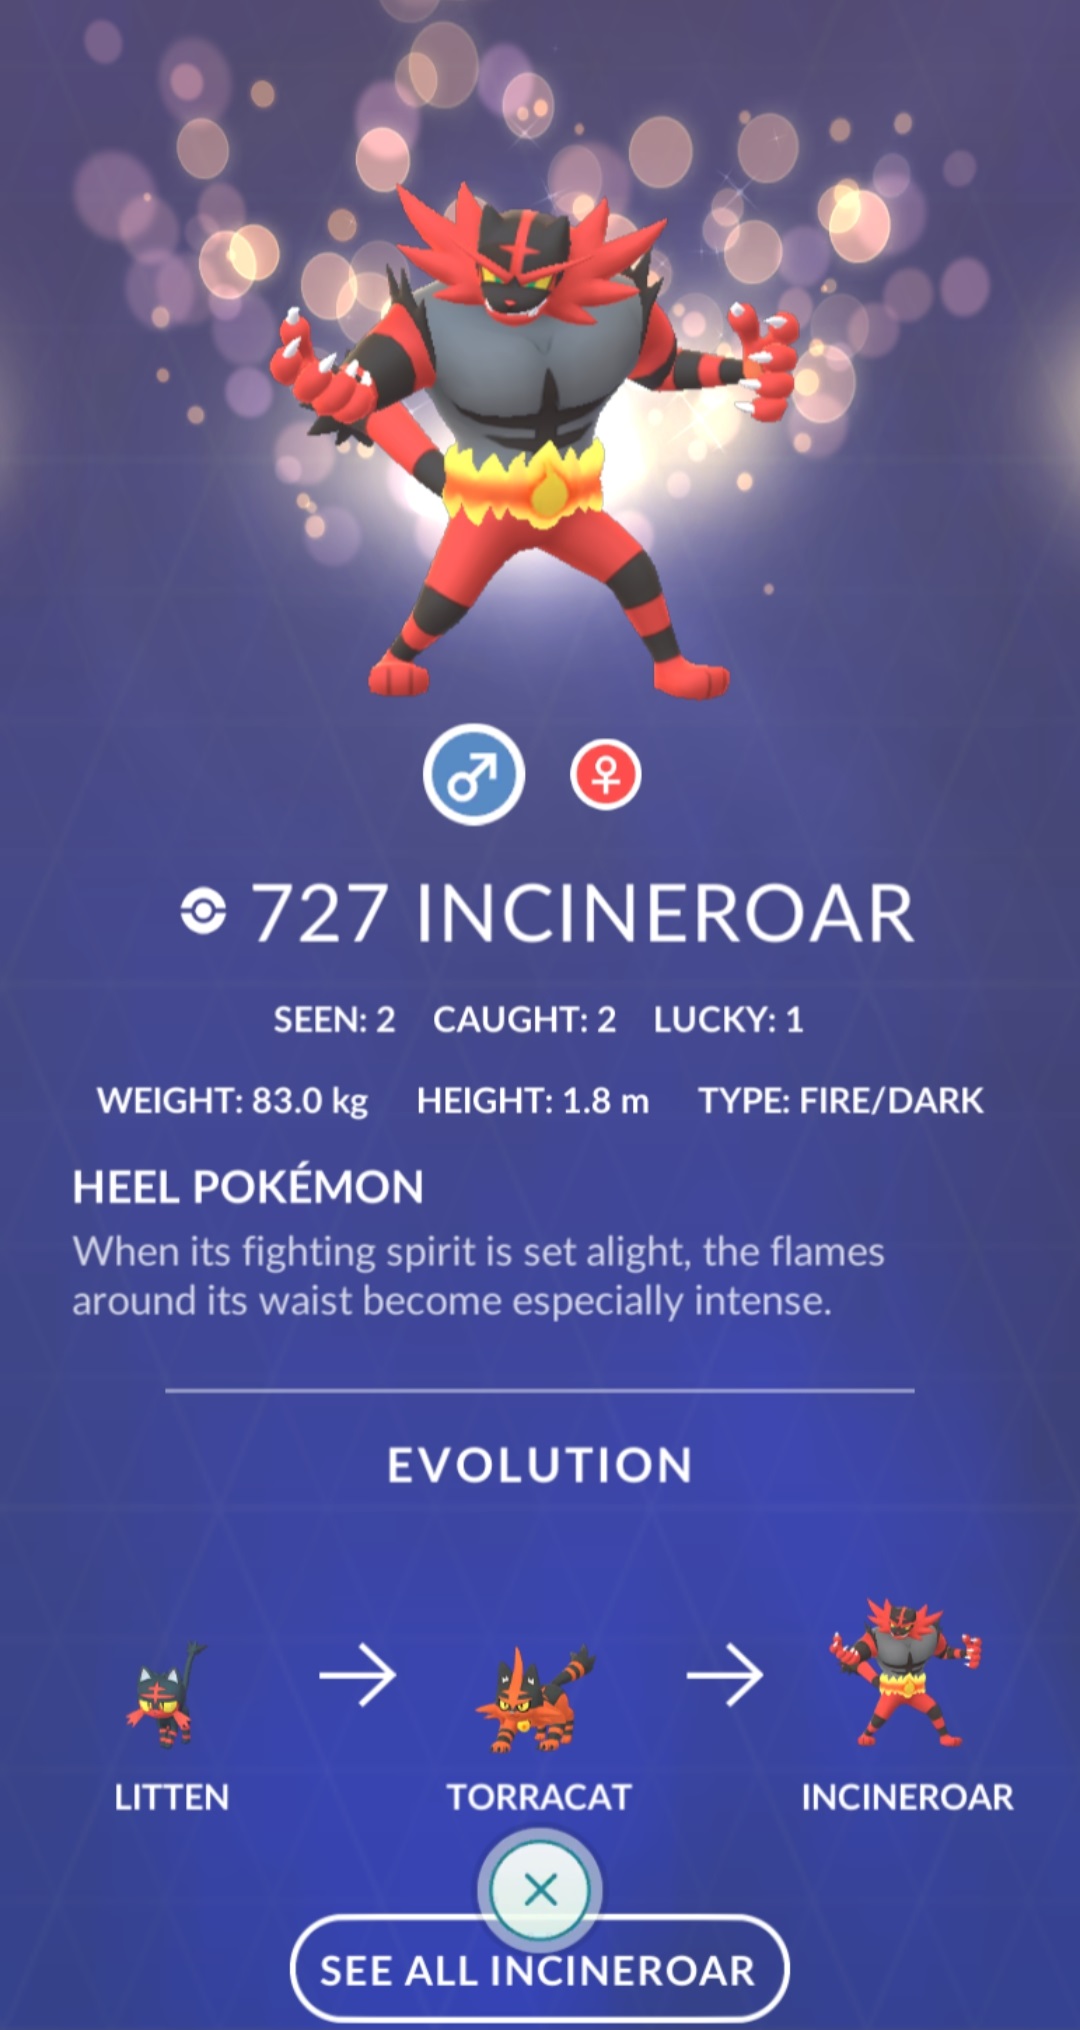 727 INCINEROAR
SEEN: 2 CAUGHT: 2 LUCKY: 1
WEIGHT: 83.0 kg HEIGHT: 1.8 m TYPE: FIRE/DARK
HEEL POKÉMON
When its fighting spirit is set alight, the flames
around its waist become especially intense.
EVOLUTION
LITTEN TORRACAT INCINEROAR
SEE ALL INCINEROAR